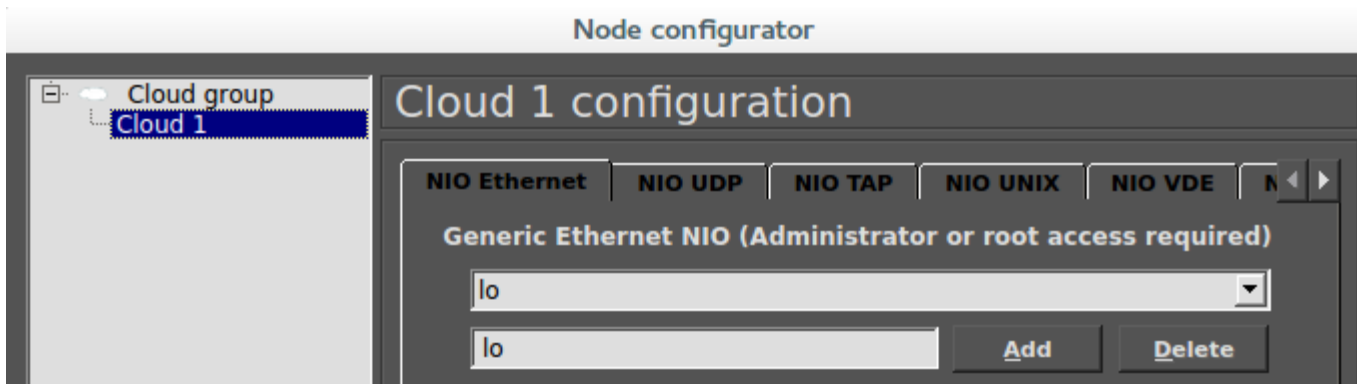 Node configurator
Cloud group
Cloud 1
Cloud 1 configuration
NIO Ethernet NIO UDP NIO TAP NIO UNIX NIO VDE
Generic Ethernet NIO (Administrator or root access required)
lo
lo Add Delete